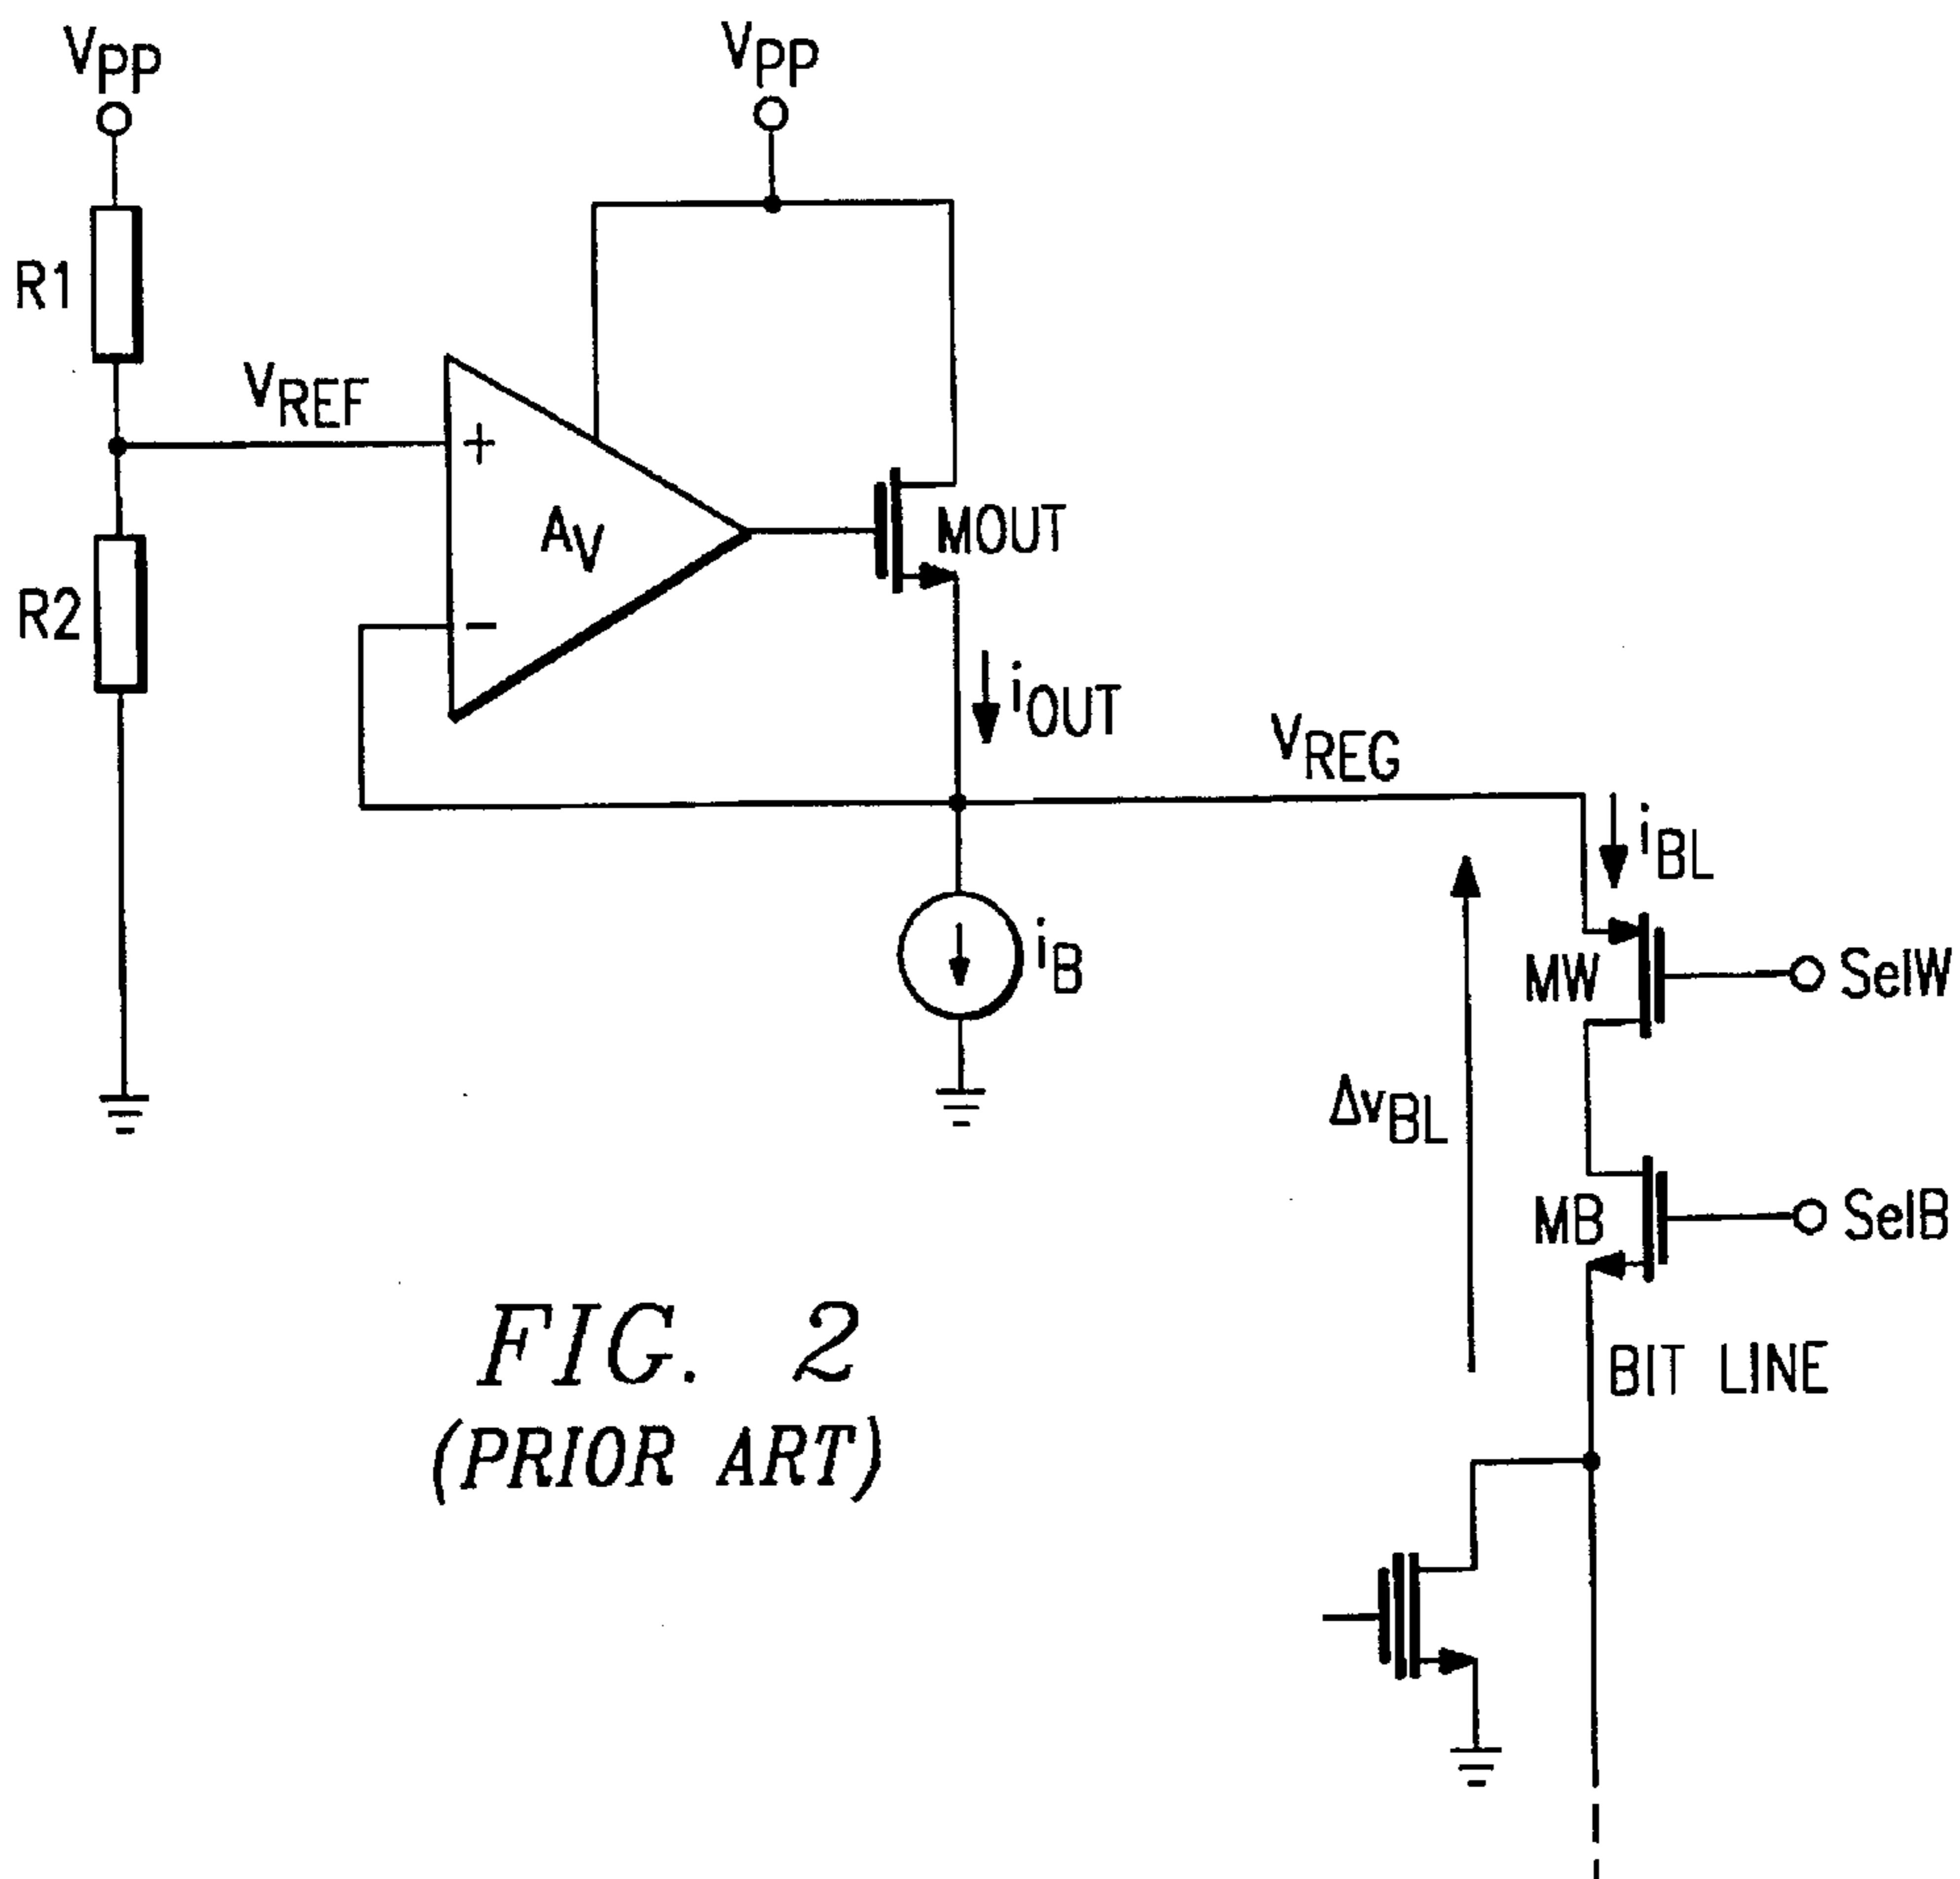 VPP
VPP
R1
VREF
+
AV
MOUT
R2
−
iOUT
VREG
iBL
iB
MW
SelW
ΔvBL
MB
SelB
BIT LINE
FIG. 2
(PRIOR ART)